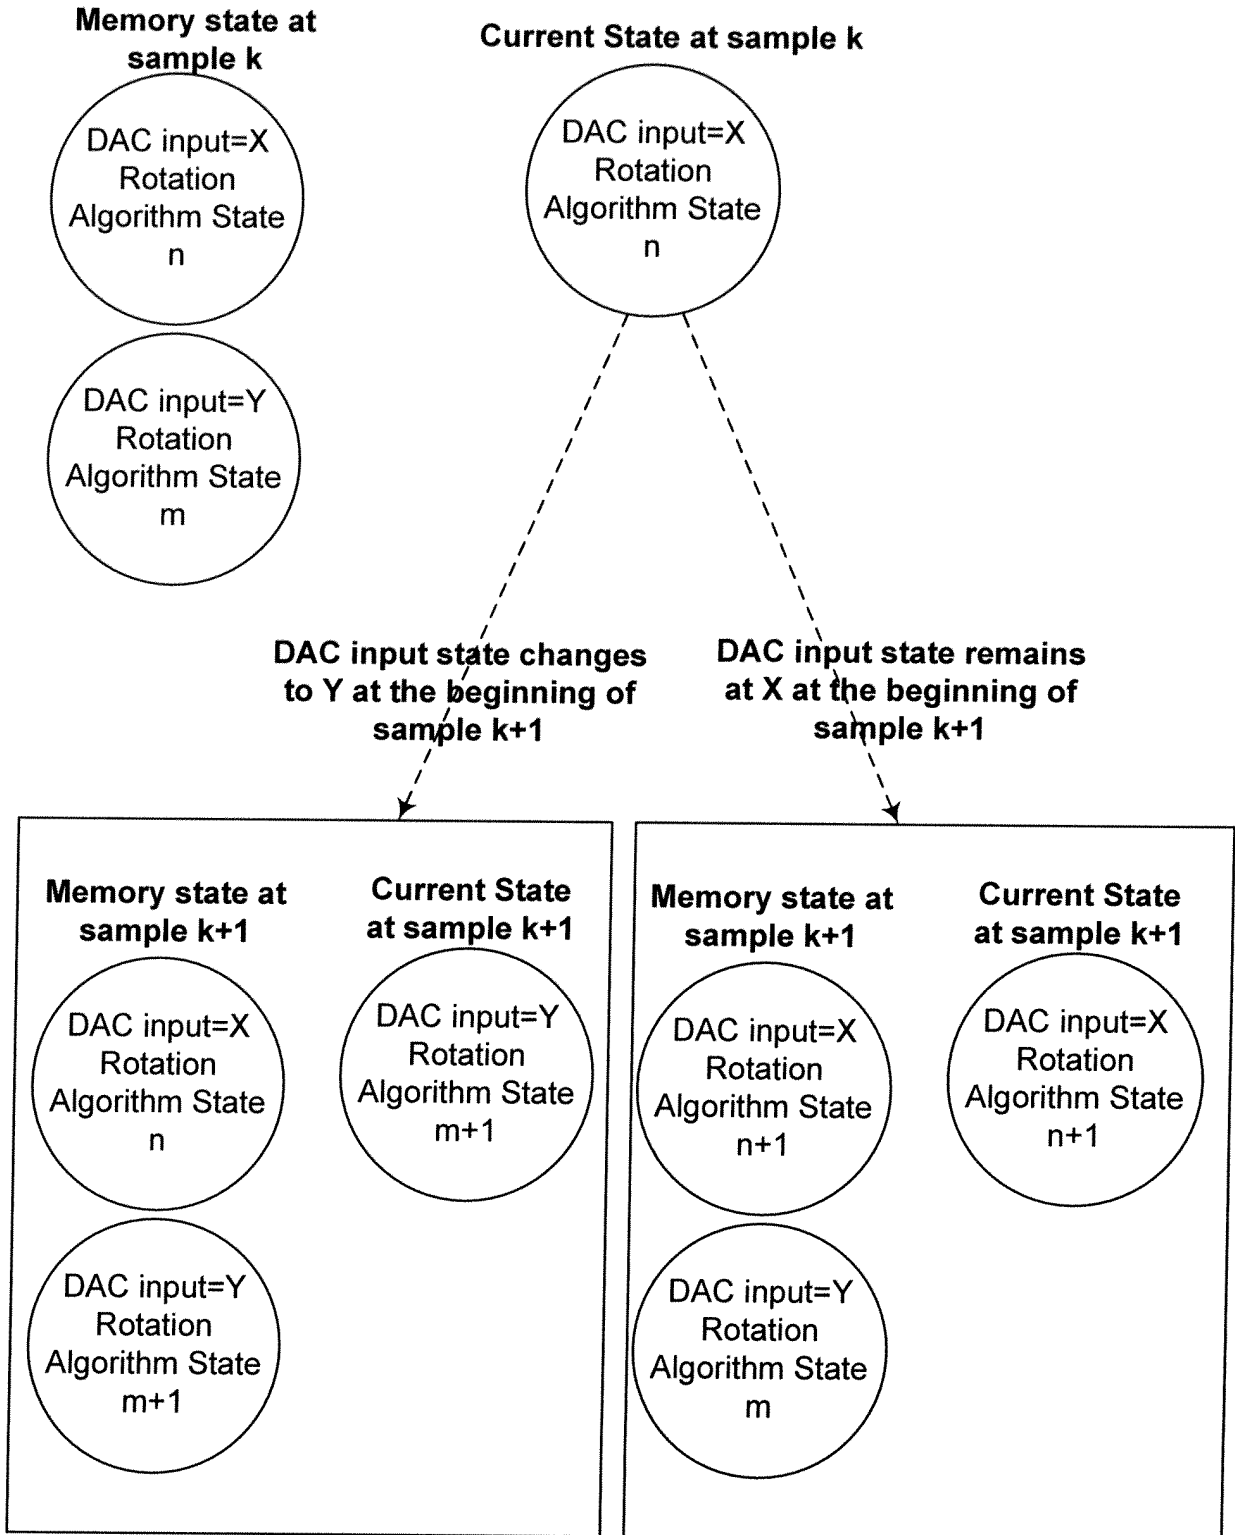 Memory state at
sample k
Current State at sample k
DAC input=X
Rotation
Algorithm State
n
DAC input=X
Rotation
Algorithm State
n
DAC input=Y
Rotation
Algorithm State
m
DAC input state changes
to Y at the beginning of
sample k+1
DAC input state remains
at X at the beginning of
sample k+1
Memory state at
sample k+1
Current State
at sample k+1
DAC input=X
Rotation
Algorithm State
n
DAC input=Y
Rotation
Algorithm State
m+1
DAC input=Y
Rotation
Algorithm State
m+1
Memory state at
sample k+1
Current State
at sample k+1
DAC input=X
Rotation
Algorithm State
n+1
DAC input=X
Rotation
Algorithm State
n+1
DAC input=Y
Rotation
Algorithm State
m